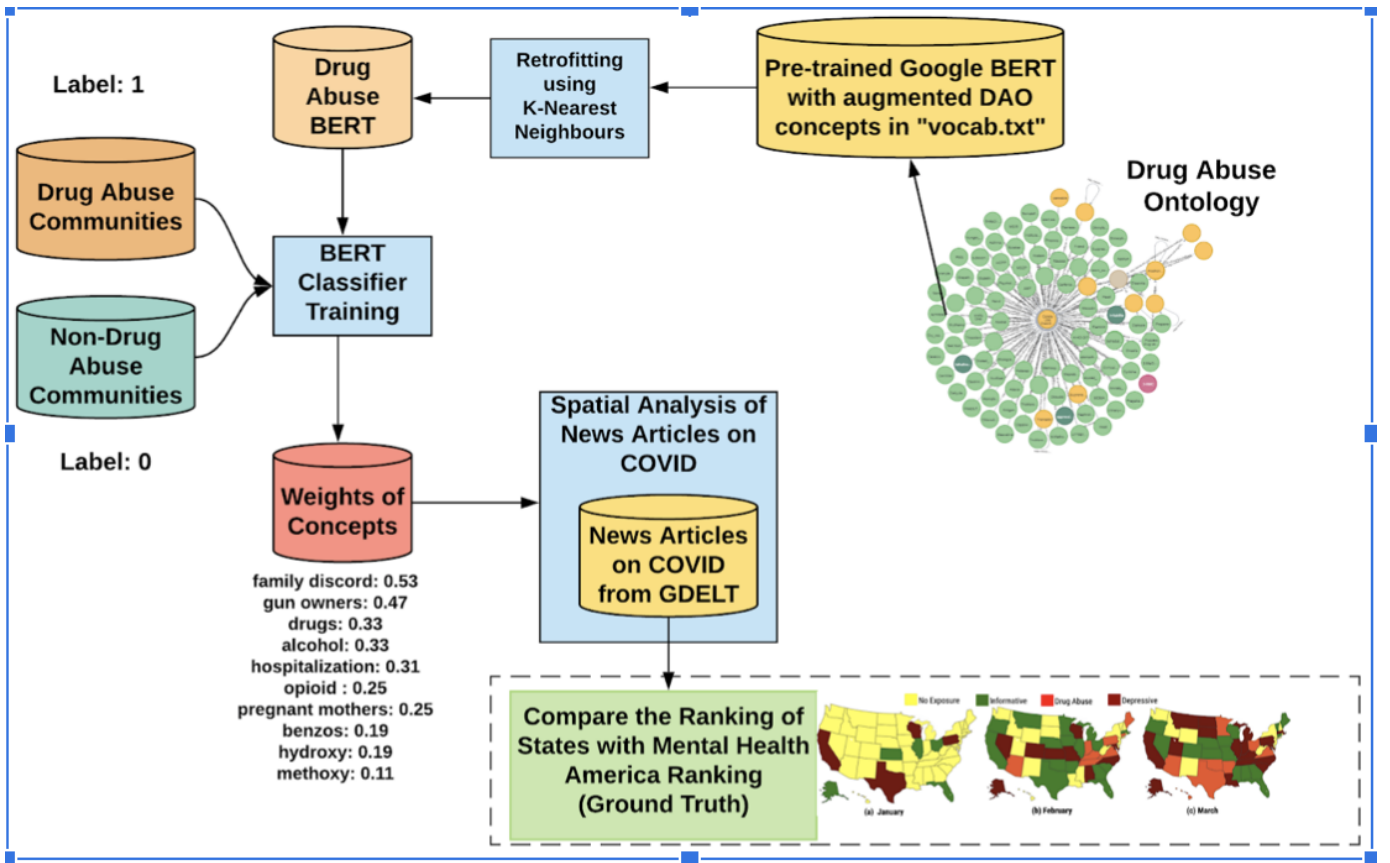 Label: 1
Drug
Abuse
BERT
Retrofitting
using
K-Nearest
Neighbours
Pre-trained Google BERT
with augmented DAO
concepts in "vocab.txt"
Drug Abuse
Ontology
Drug Abuse
Communities
BERT
Classifier
Training
Non-Drug
Abuse
Communities
Label: 0
Weights of
Concepts
family discord: 0.53
gun owners: 0.47
drugs: 0.33
alcohol: 0.33
hospitalization: 0.31
opioid : 0.25
pregnant mothers: 0.25
benzos: 0.19
hydroxy: 0.19
methoxy: 0.11
Spatial Analysis of
News Articles on
COVID
News Articles
on COVID
from GDELT
Compare the Ranking of
States with Mental Health
America Ranking
(Ground Truth)
No Exposure
Informative
Drug Abuse
Depressive
(a) January
(b) February
(c) March